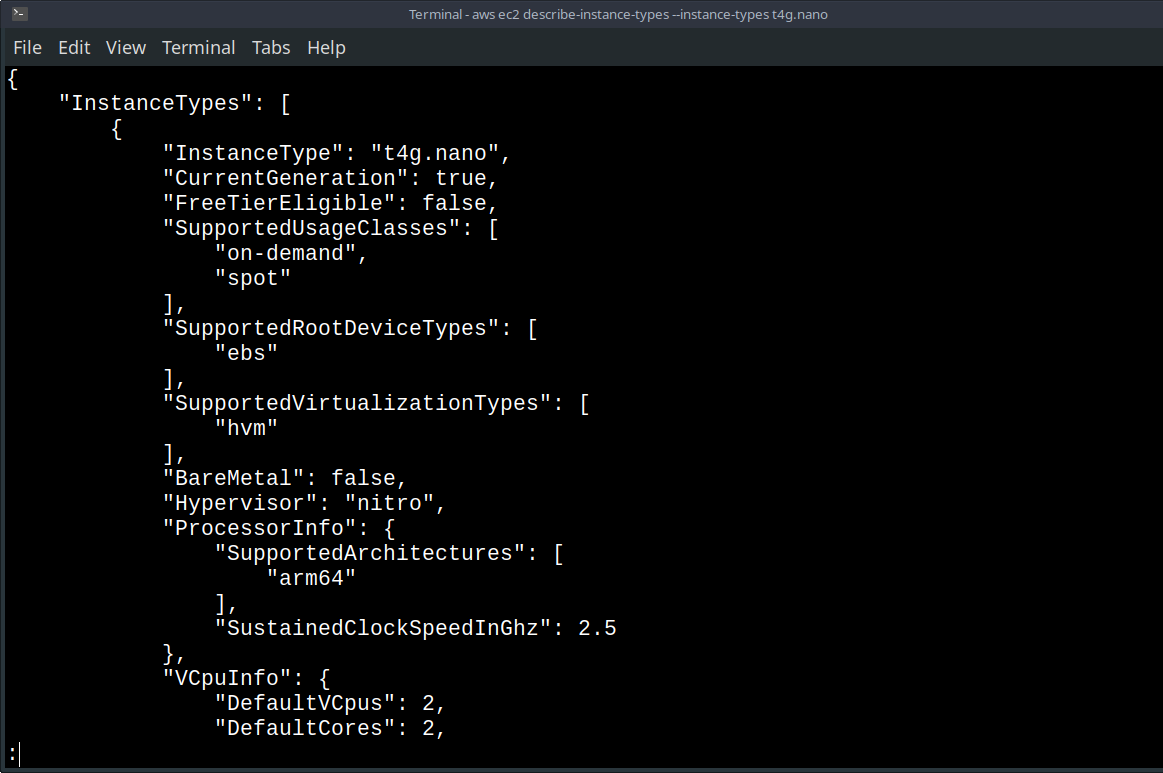 Terminal - aws ec2 describe-instance-types --instance-types t4g.nano
File Edit View Terminal Tabs Help
{
    "InstanceTypes": [
        {
            "InstanceType": "t4g.nano",
            "CurrentGeneration": true,
            "FreeTierEligible": false,
            "SupportedUsageClasses": [
                "on-demand",
                "spot"
            ],
            "SupportedRootDeviceTypes": [
                "ebs"
            ],
            "SupportedVirtualizationTypes": [
                "hvm"
            ],
            "BareMetal": false,
            "Hypervisor": "nitro",
            "ProcessorInfo": {
                "SupportedArchitectures": [
                    "arm64"
                ],
                "SustainedClockSpeedInGhz": 2.5
            },
            "VCpuInfo": {
                "DefaultVCpus": 2,
                "DefaultCores": 2,
: